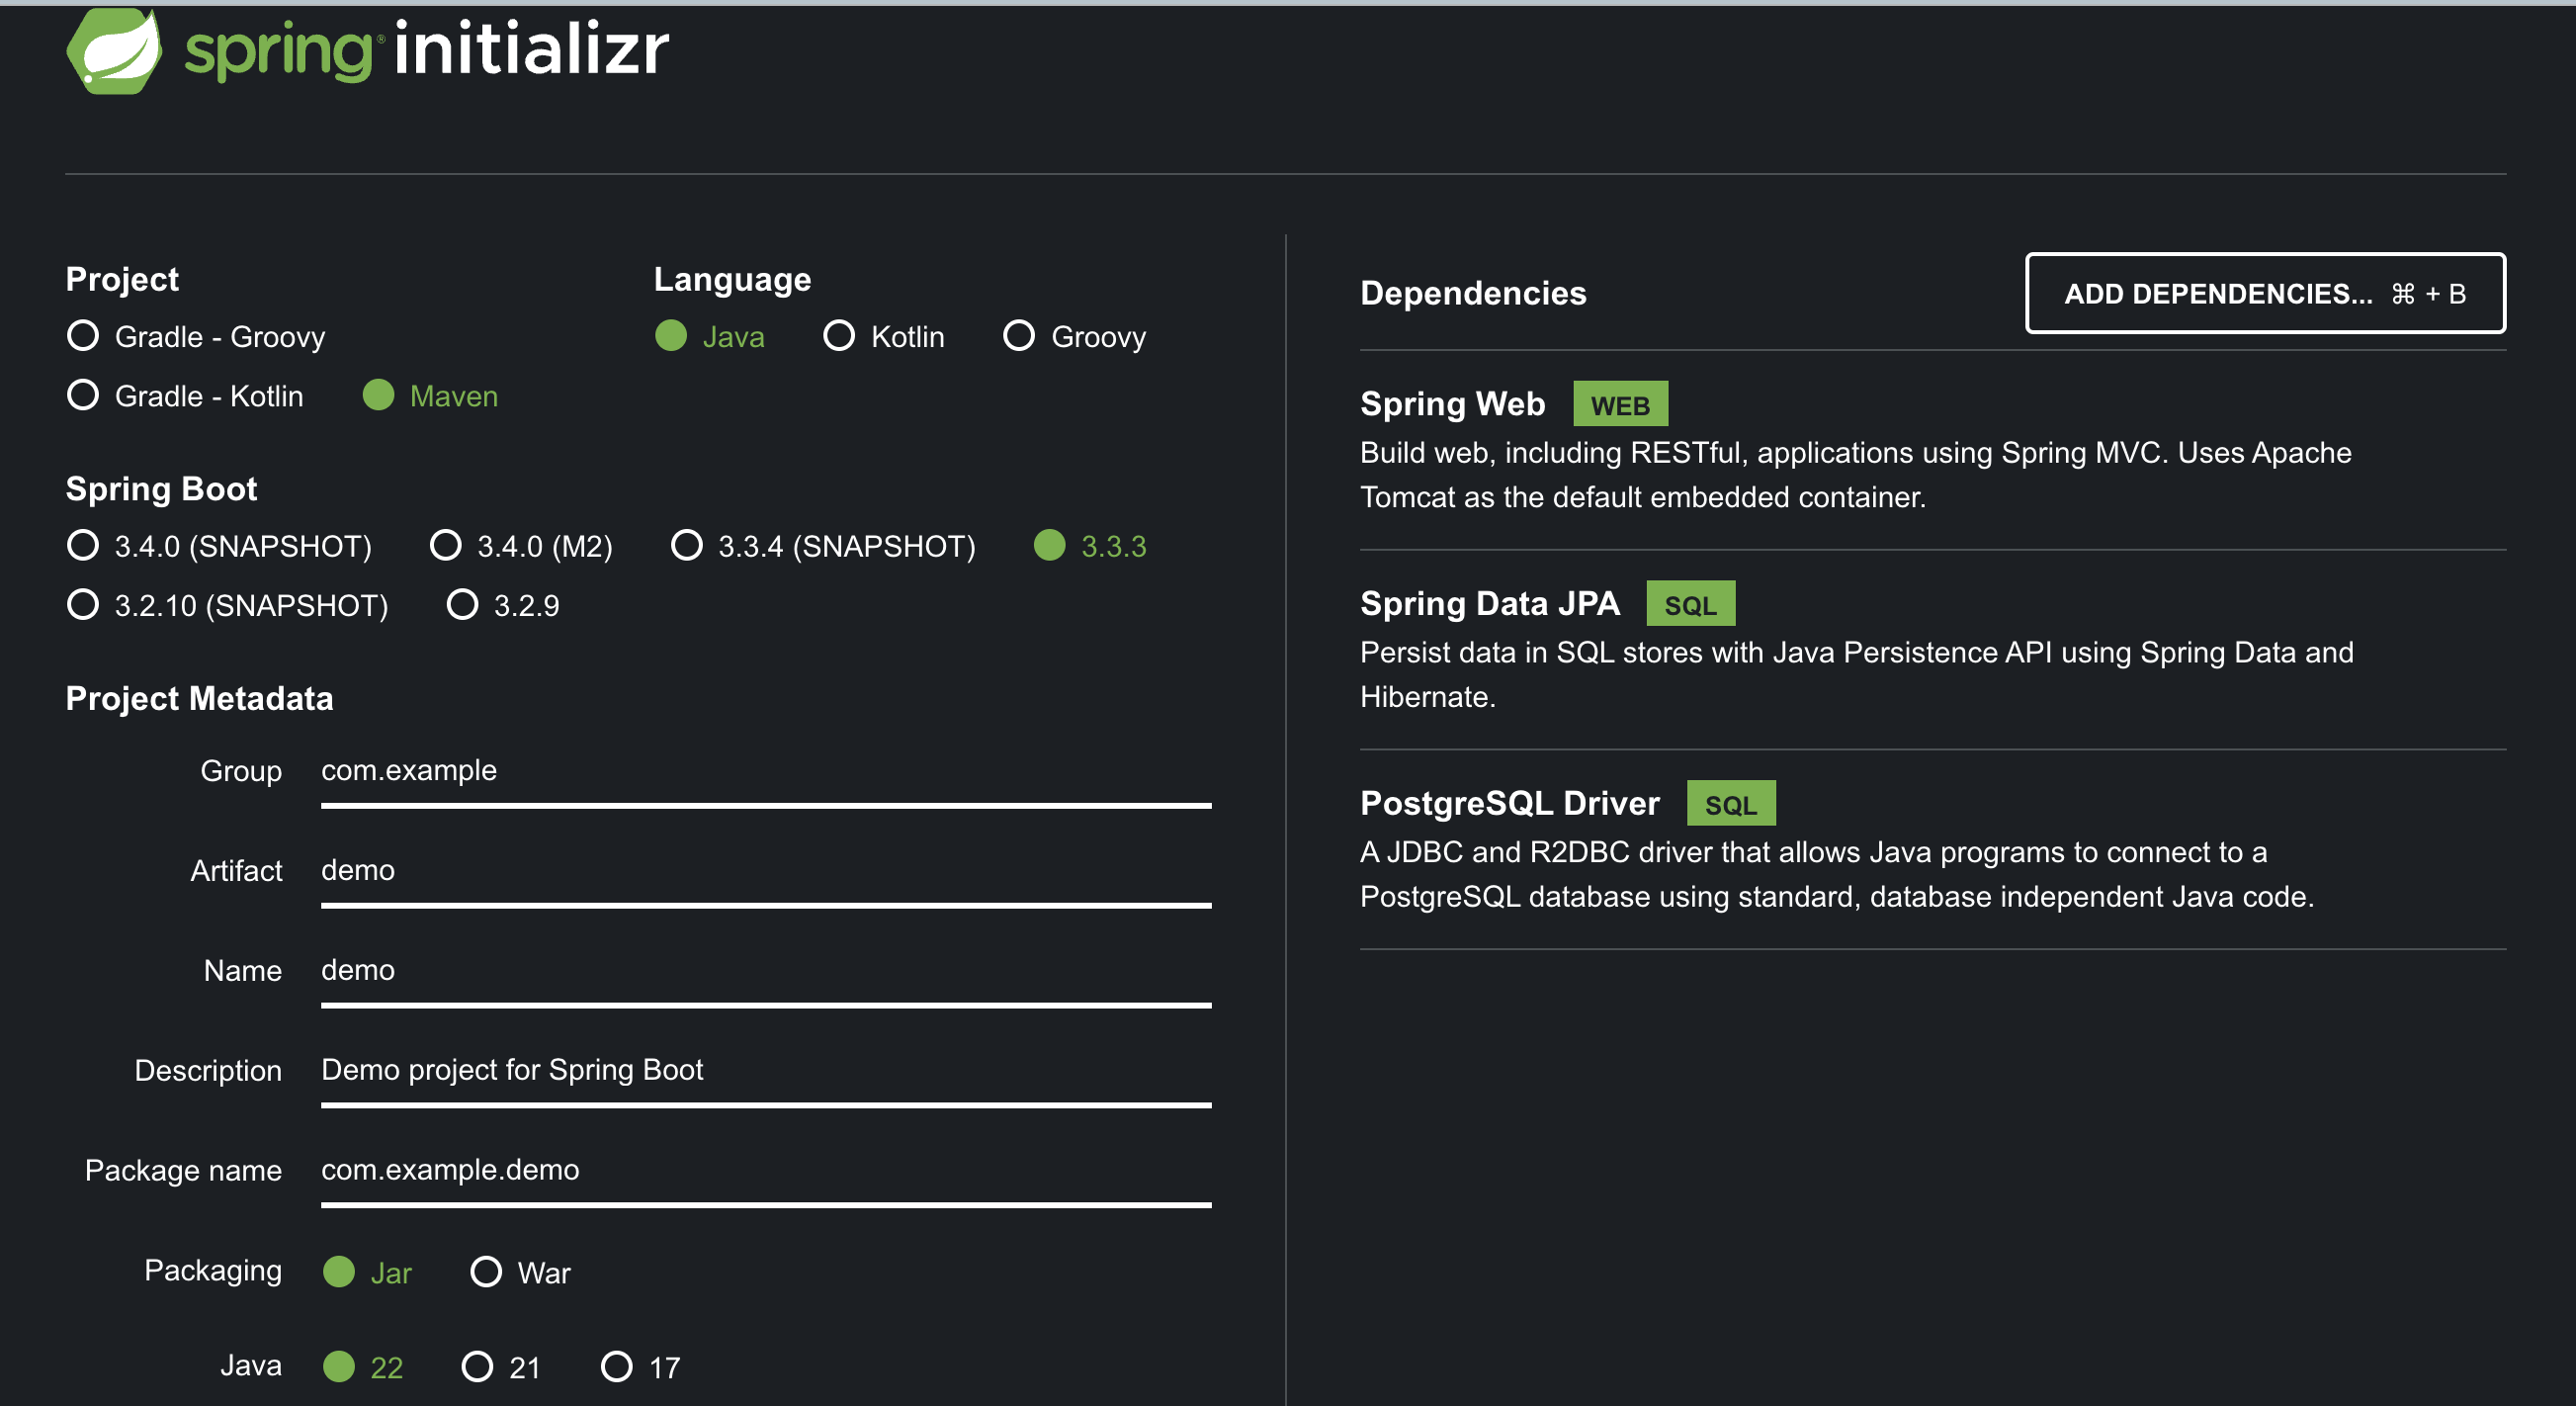 spring initializr
Project
Gradle - Groovy
Gradle - Kotlin Maven
Language
Java Kotlin Groovy
Spring Boot
3.4.0 (SNAPSHOT) 3.4.0 (M2) 3.3.4 (SNAPSHOT) 3.3.3
3.2.10 (SNAPSHOT) 3.2.9
Project Metadata
Group com.example
Artifact demo
Name demo
Description Demo project for Spring Boot
Package name com.example.demo
Packaging Jar War
Java 22 21 17
Dependencies ADD DEPENDENCIES... ⌘ + B
Spring Web WEB
Build web, including RESTful, applications using Spring MVC. Uses Apache
Tomcat as the default embedded container.
Spring Data JPA SQL
Persist data in SQL stores with Java Persistence API using Spring Data and
Hibernate.
PostgreSQL Driver SQL
A JDBC and R2DBC driver that allows Java programs to connect to a
PostgreSQL database using standard, database independent Java code.